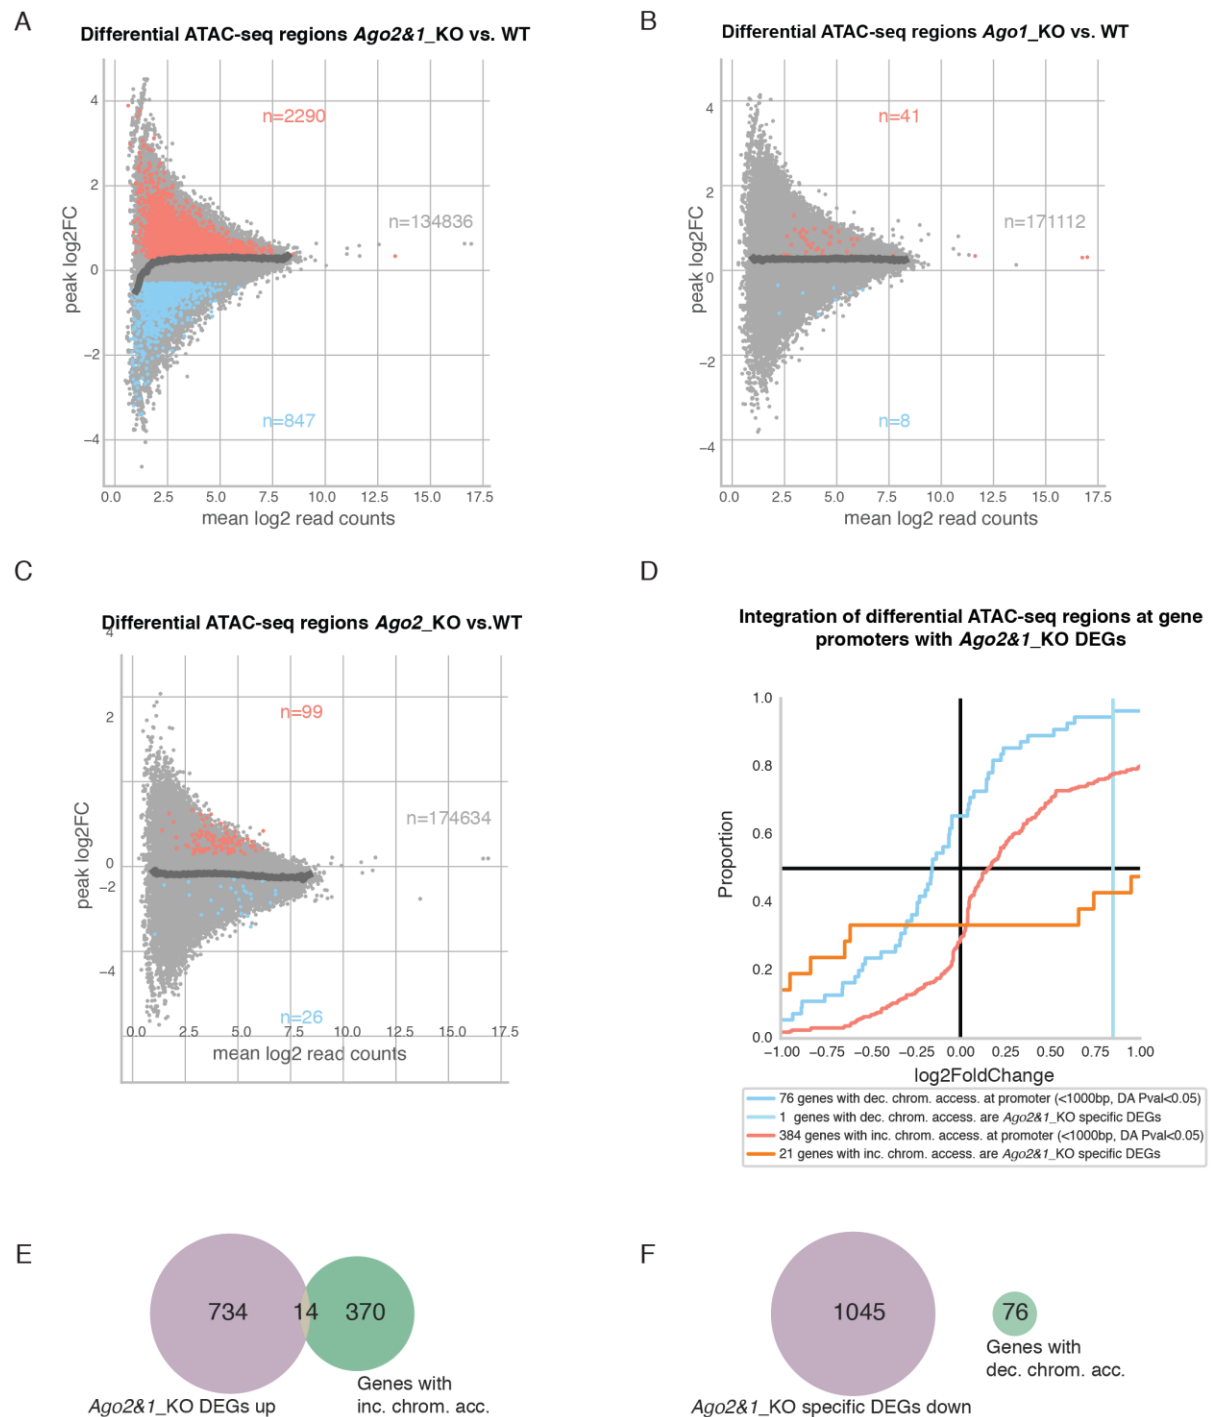 A
Differential ATAC-seq regions Ago2&1_KO vs. WT
4
2
0
−2
−4
peak log2FC
n=2290
n=134836
n=847
0.0 2.5 5.0 7.5 10.0 12.5 15.0 17.5
mean log2 read counts
B
Differential ATAC-seq regions Ago1_KO vs. WT
4
2
0
−2
−4
peak log2FC
n=41
n=171112
n=8
0.0 2.5 5.0 7.5 10.0 12.5 15.0 17.5
mean log2 read counts
C
Differential ATAC-seq regions Ago2_KO vs.WT
4
2
0
−2
−4
peak log2FC
n=99
n=174634
n=26
0.0 2.5 5.0 7.5 10.0 12.5 15.0 17.5
mean log2 read counts
D
Integration of differential ATAC-seq regions at gene
promoters with Ago2&1_KO DEGs
1.0
0.8
0.6
0.4
0.2
0.0
Proportion
−1.00 −0.75 −0.50 −0.25 0.00 0.25 0.50 0.75 1.00
log2FoldChange
76 genes with dec. chrom. access. at promoter (<1000bp, DA Pval<0.05)
1 genes with dec. chrom. access. are Ago2&1_KO specific DEGs
384 genes with inc. chrom. access. at promoter (<1000bp, DA Pval<0.05)
21 genes with inc. chrom. access. are Ago2&1_KO specific DEGs
E
734 14 370
Ago2&1_KO DEGs up
Genes with
inc. chrom. acc.
F
1045 76
Genes with
dec. chrom. acc.
Ago2&1_KO specific DEGs down